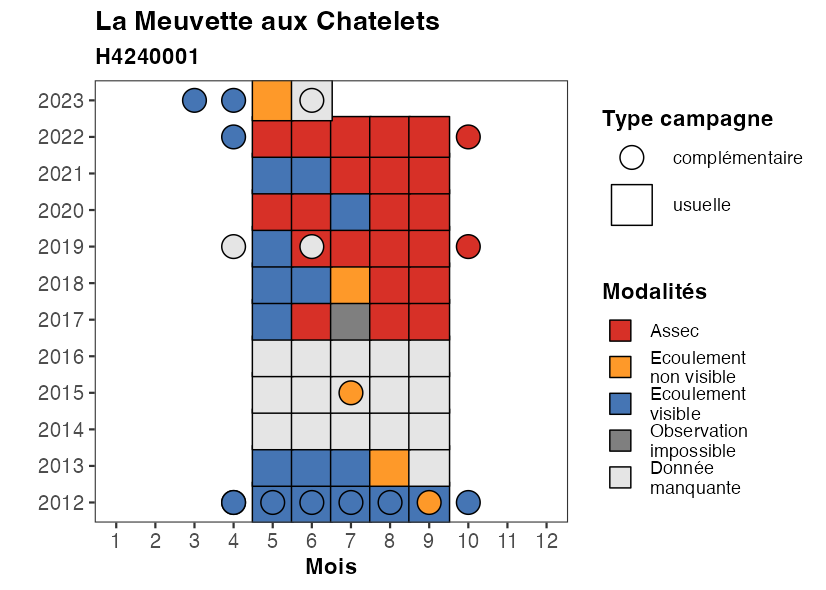 La Meuvette aux Chatelets
H4240001
2023
2022
2021
2020
2019
2018
2017
2016
2015
2014
2013
2012
1 2 3 4 5 6 7 8 9 10 11 12
Mois
Type campagne
complémentaire
usuelle
Modalités
Assec
Ecoulement
non visible
Ecoulement
visible
Observation
impossible
Donnée
manquante